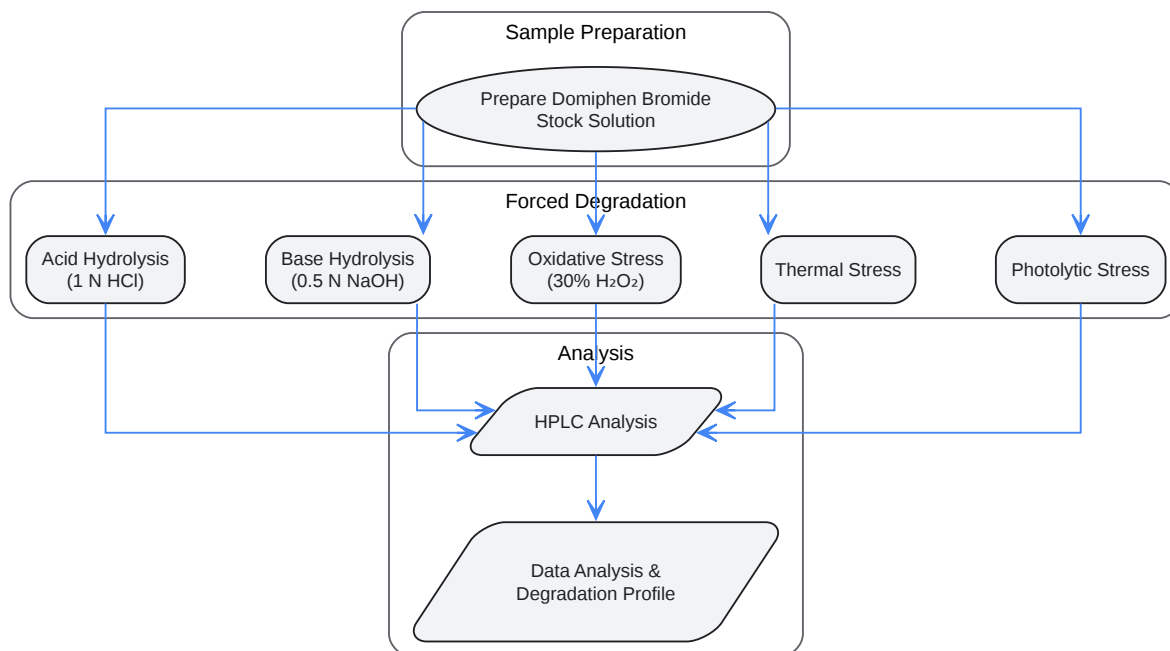 Sample Preparation
Prepare Domiphen Bromide
Stock Solution
Forced Degradation
Acid Hydrolysis
(1 N HCl)
Base Hydrolysis
(0.5 N NaOH)
Oxidative Stress
(30% H₂O₂)
Thermal Stress
Photolytic Stress
Analysis
HPLC Analysis
Data Analysis &
Degradation Profile